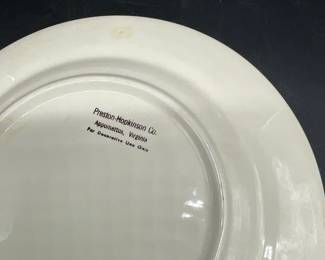 Preston-Hopkinson Co.
Appomattox, Virginia
For Decorative Use Only